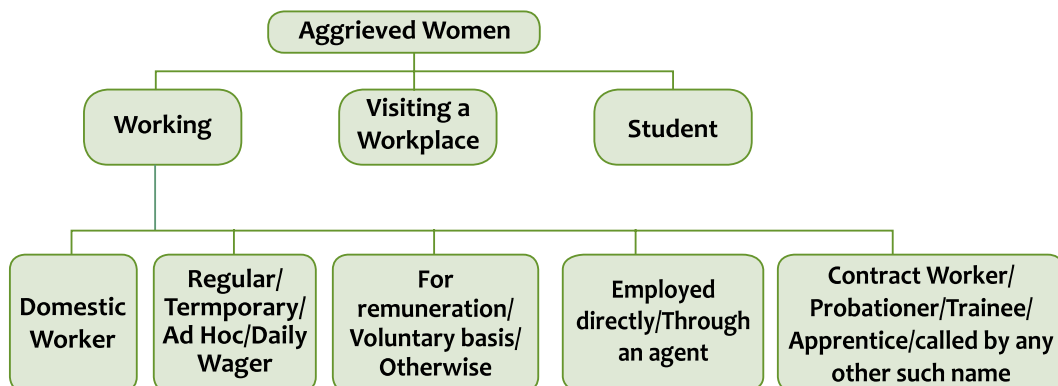 Aggrieved Women
Working
Visiting a
Workplace
Student
Domestic
Worker
Regular/
Termporary/
Ad Hoc/Daily
Wager
For
remuneration/
Voluntary basis/
Otherwise
Employed
directly/Through
an agent
Contract Worker/
Probationer/Trainee/
Apprentice/called by any
other such name